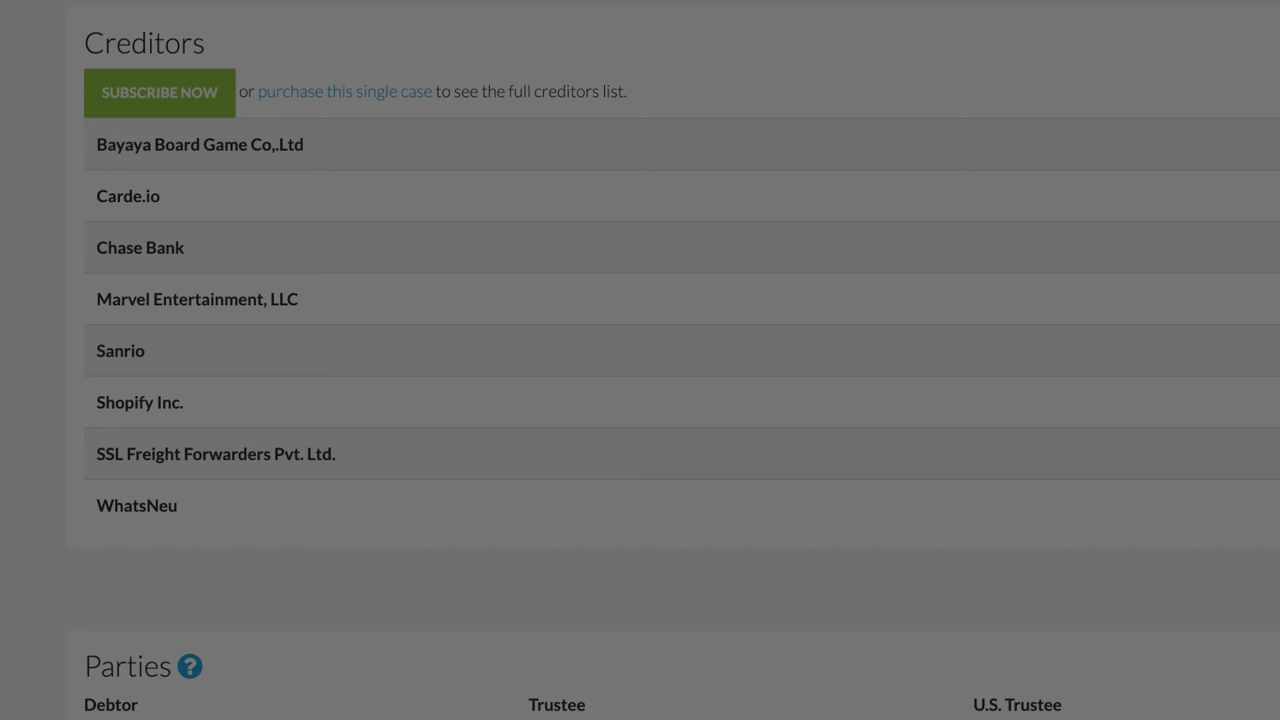 Creditors
SUBSCRIBE NOW or purchase this single case to see the full creditors list.
Bayaya Board Game Co,.Ltd
Carde.io
Chase Bank
Marvel Entertainment, LLC
Sanrio
Shopify Inc.
SSL Freight Forwarders Pvt. Ltd.
WhatsNeu
Parties ?
Debtor Trustee U.S. Trustee